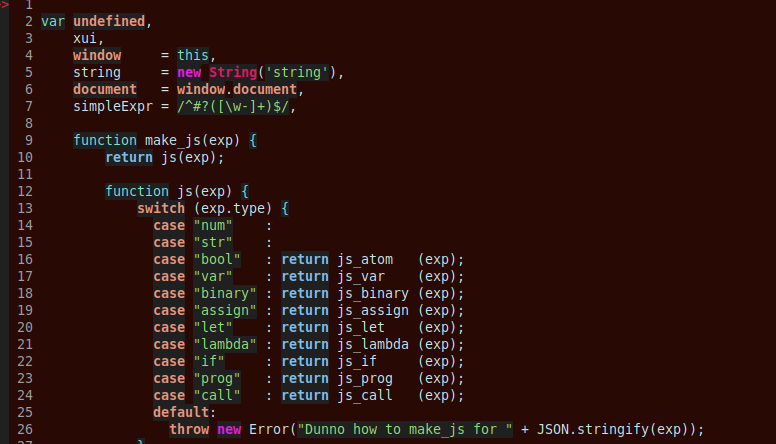 >
1
2 var undefined,
3     xui,
4     window     = this,
5     string     = new String('string'),
6     document   = window.document,
7     simpleExpr = /^#?([\w-]+)$/,
8
9     function make_js(exp) {
10         return js(exp);
11
12         function js(exp) {
13             switch (exp.type) {
14               case "num"    :
15               case "str"    :
16               case "bool"   : return js_atom   (exp);
17               case "var"    : return js_var    (exp);
18               case "binary" : return js_binary (exp);
19               case "assign" : return js_assign (exp);
20               case "let"    : return js_let    (exp);
21               case "lambda" : return js_lambda (exp);
22               case "if"     : return js_if     (exp);
23               case "prog"   : return js_prog   (exp);
24               case "call"   : return js_call   (exp);
25               default:
26                 throw new Error("Dunno how to make_js for " + JSON.stringify(exp));
27             }